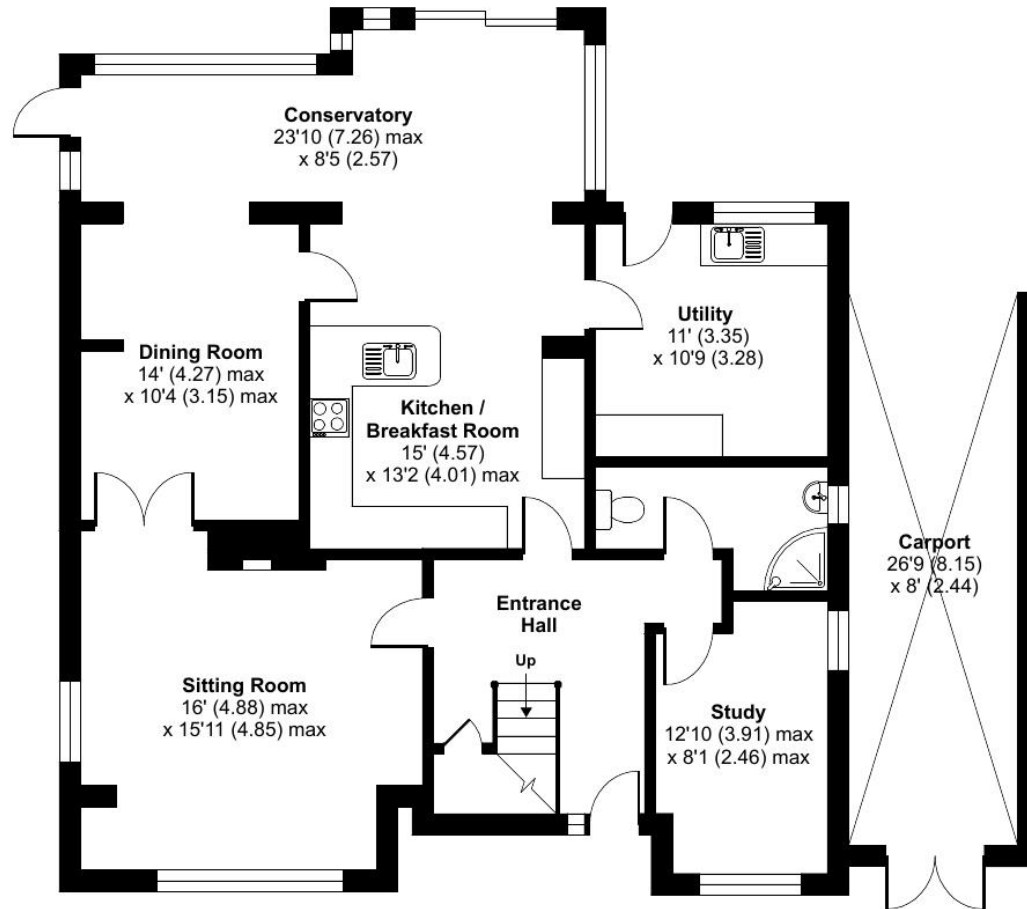 Conservatory
23'10 (7.26) max
x 8'5 (2.57)
Utility
11' (3.35)
x 10'9 (3.28)
Dining Room
14' (4.27) max
x 10'4 (3.15) max
Kitchen /
Breakfast Room
15' (4.57)
x 13'2 (4.01) max
Carport
26'9 (8.15)
x 8' (2.44)
Entrance
Hall
Up
Sitting Room
16' (4.88) max
x 15'11 (4.85) max
Study
12'10 (3.91) max
x 8'1 (2.46) max